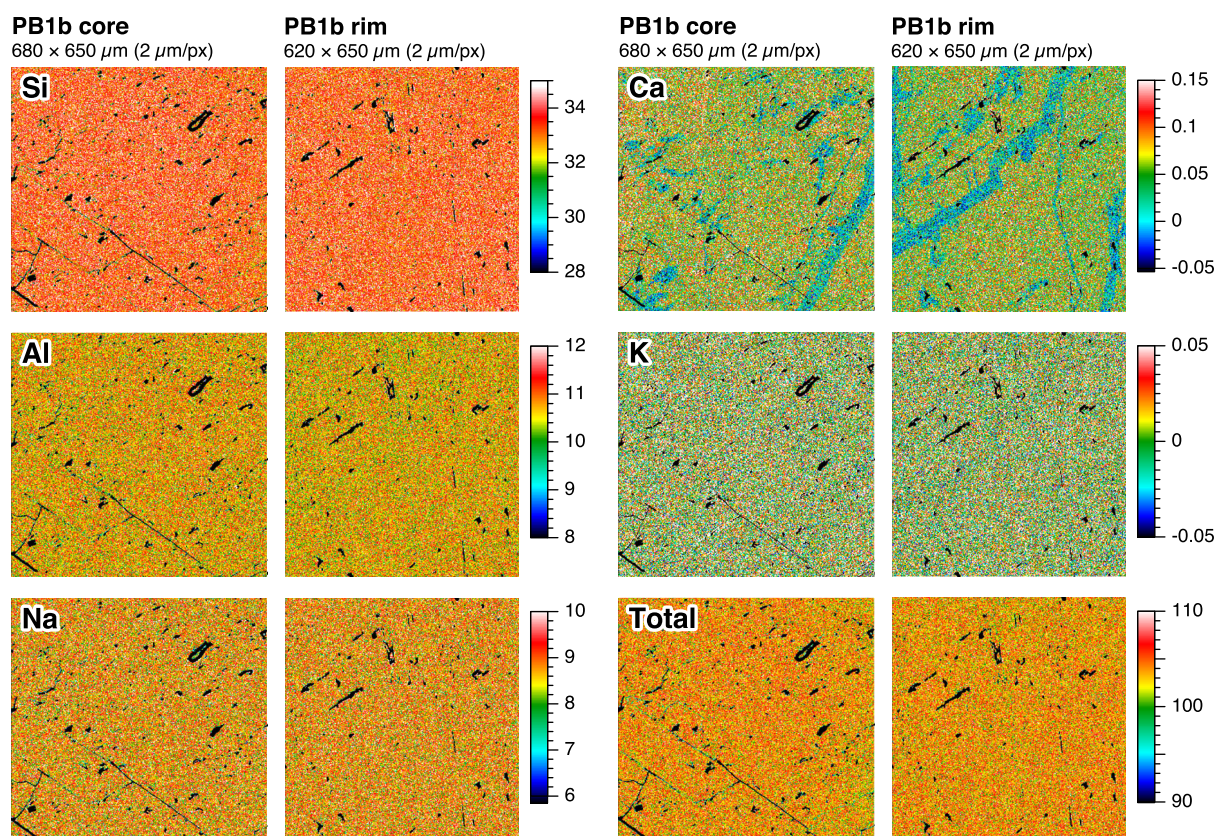 PB1b core
680 × 650 µm (2 µm/px)
PB1b rim
620 × 650 µm (2 µm/px)
PB1b core
680 × 650 µm (2 µm/px)
PB1b rim
620 × 650 µm (2 µm/px)
Si
34
32
30
28
Ca
0.15
0.1
0.05
0
-0.05
Al
12
11
10
9
8
K
0.05
0
-0.05
Na
10
9
8
7
6
Total
110
100
90